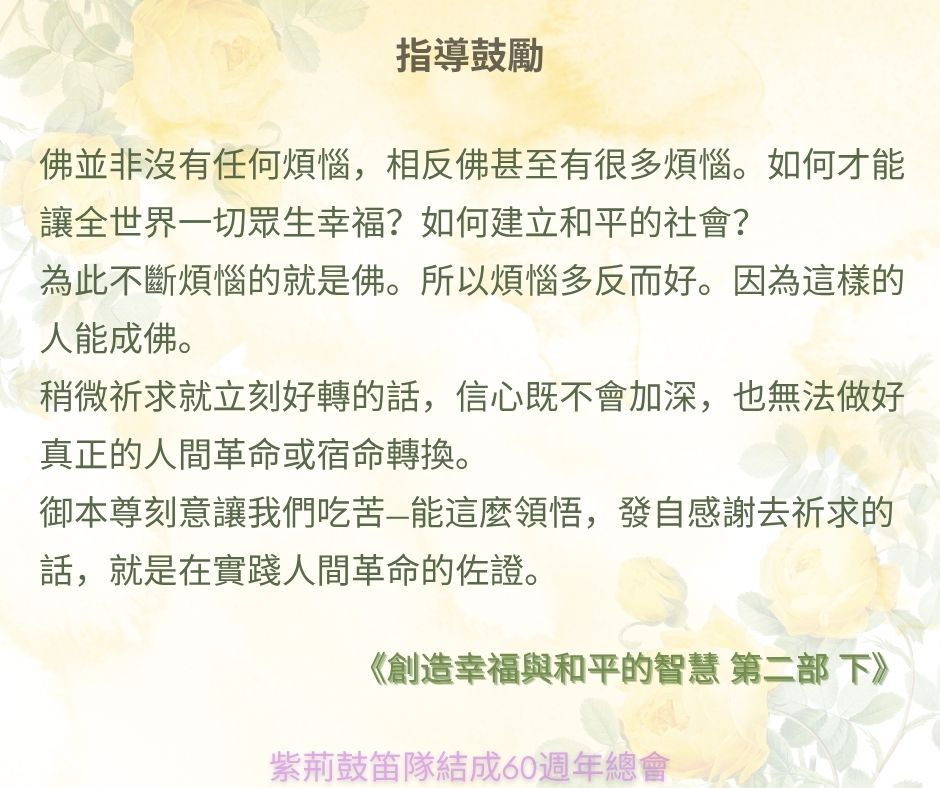 指導鼓勵
佛並非沒有任何煩惱，相反佛甚至有很多煩惱。如何才能
讓全世界一切眾生幸福？如何建立和平的社會？
為此不斷煩惱的就是佛。所以煩惱多反而好。因為這樣的
人能成佛。
稍微祈求就立刻好轉的話，信心既不會加深，也無法做好
真正的人間革命或宿命轉換。
御本尊刻意讓我們吃苦—能這麼領悟，發自感謝去祈求的
話，就是在實踐人間革命的佐證。
《創造幸福與和平的智慧 第二部 下》
紫荊鼓笛隊結成60週年總會